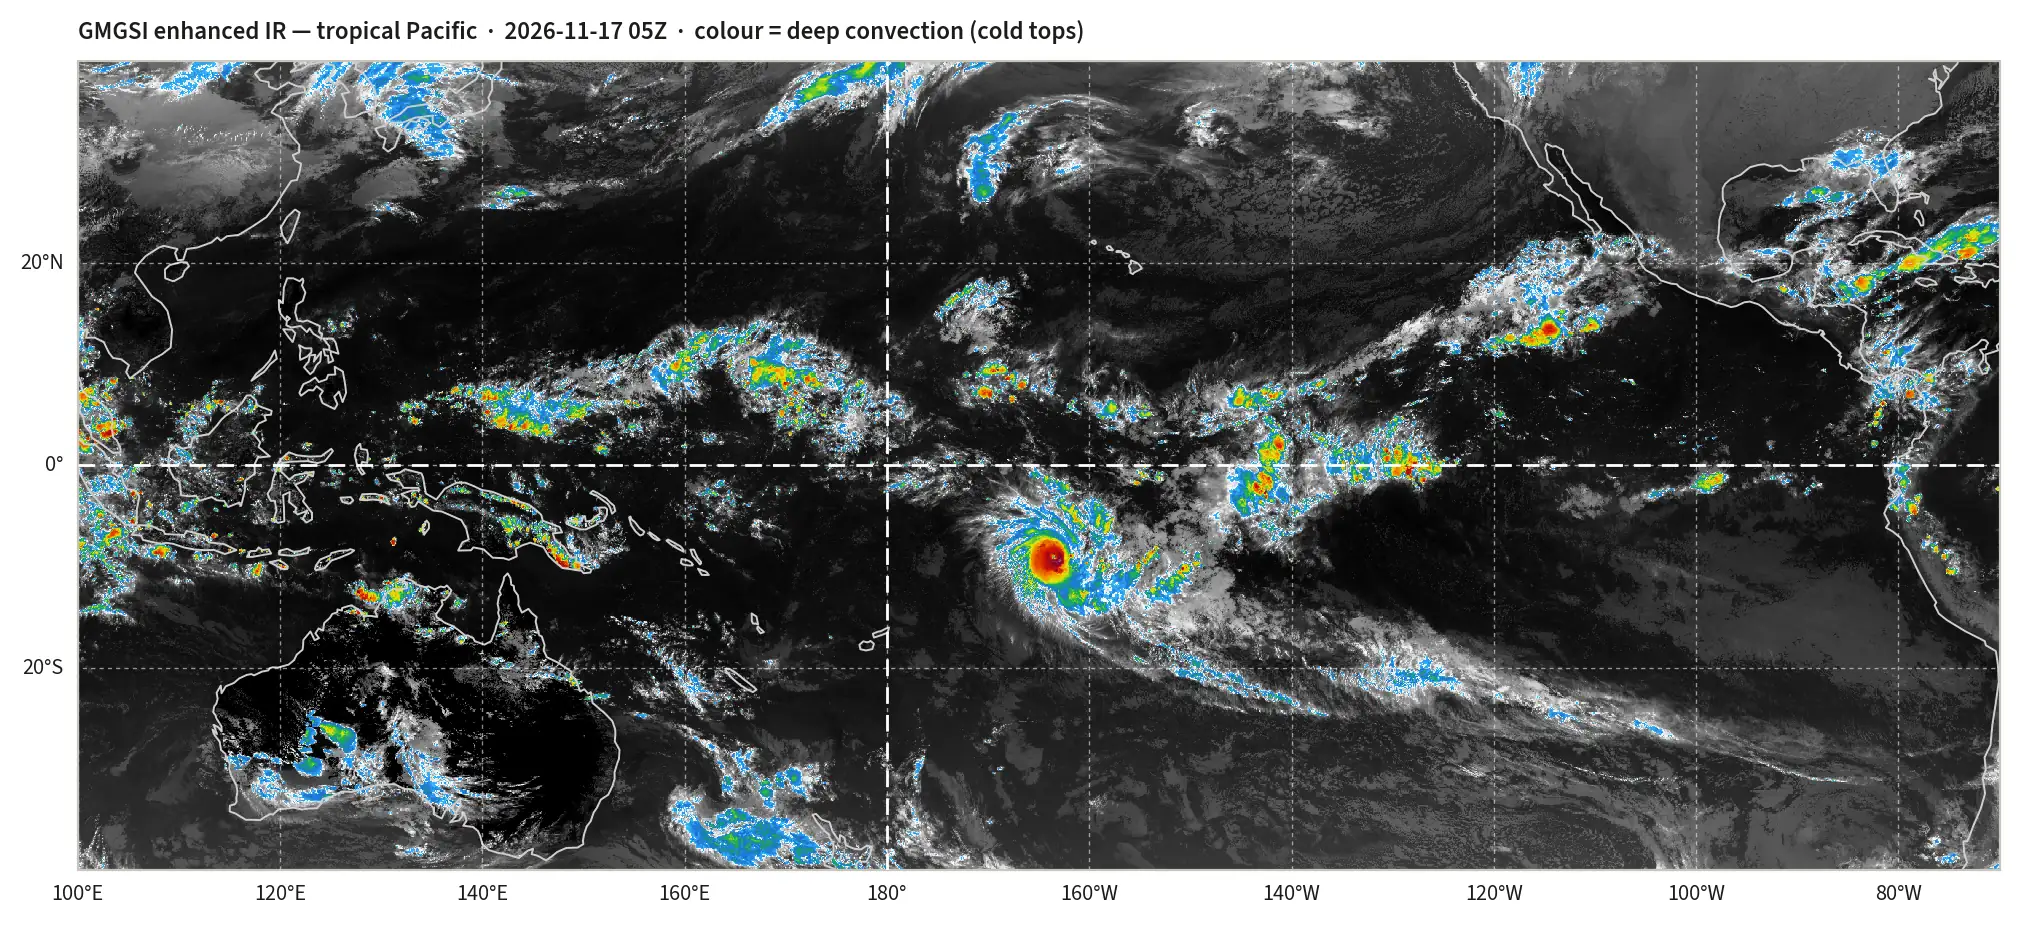 GMGSI enhanced IR — tropical Pacific · 2026-11-17 05Z · colour = deep convection (cold tops)
20°N
0°
20°S
100°E 120°E 140°E 160°E 180° 160°W 140°W 120°W 100°W 80°W